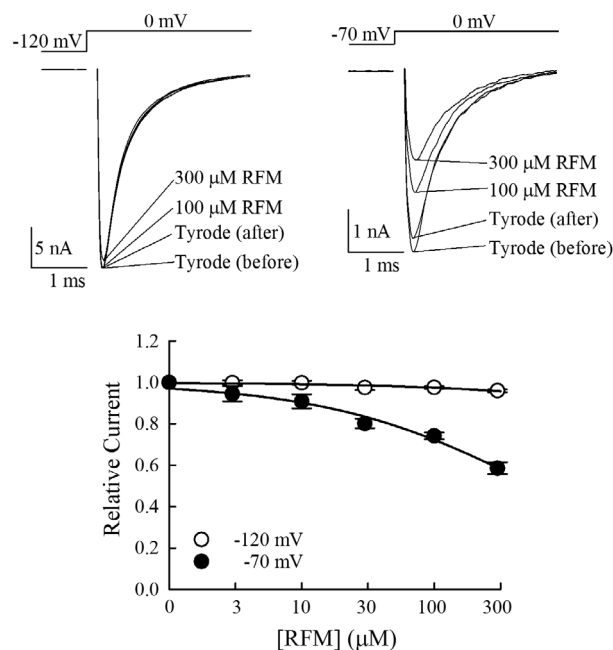 0 mV
-120 mV
300 µM RFM
100 µM RFM
Tyrode (after)
Tyrode (before)
5 nA
1 ms
0 mV
-70 mV
300 µM RFM
100 µM RFM
Tyrode (after)
Tyrode (before)
1 nA
1 ms
Relative Current
1.2
1.0
0.8
0.6
0.4
0.2
0.0
-120 mV
-70 mV
0 3 10 30 100 300
[RFM] (µM)